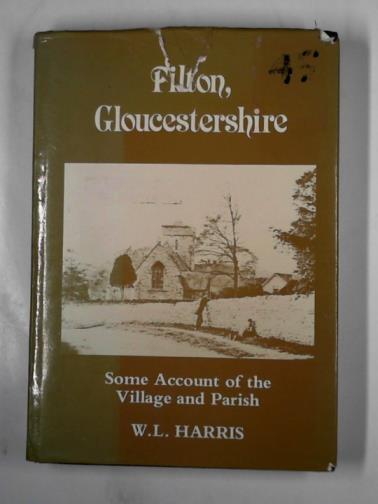 Filton,
Gloucestershire
Some Account of the
Village and Parish
W.L. HARRIS